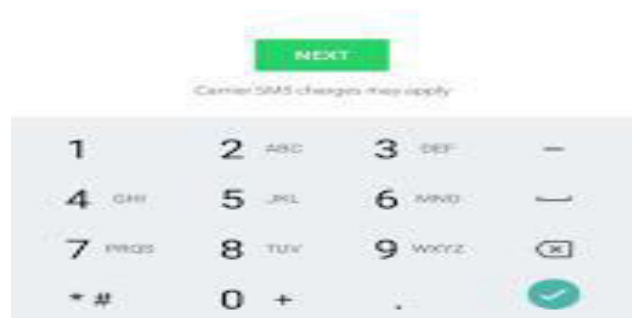 NEXT
Carrier SMS charges may apply
1 2 ABC 3 DEF –
4 GHI 5 JKL 6 MNO
7 PRQS 8 TUV 9 WXYZ
* # 0 + .